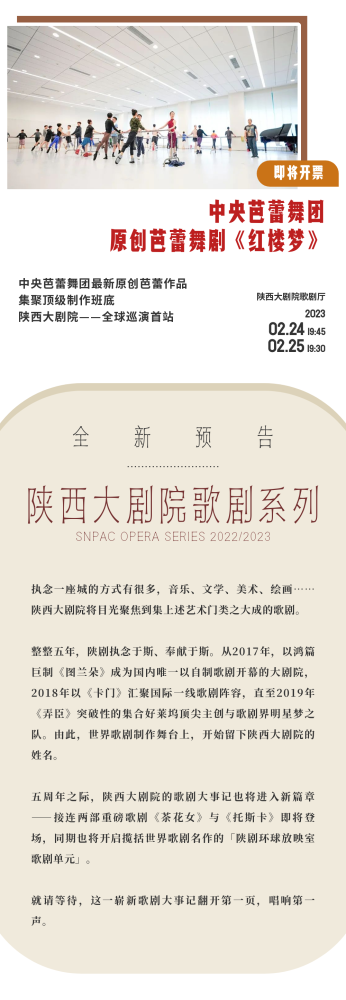 即将开票
中央芭蕾舞团
原创芭蕾舞剧《红楼梦》
中央芭蕾舞团最新原创芭蕾作品
集聚顶级制作班底
陕西大剧院——全球巡演首站
陕西大剧院歌剧厅
2023
02.24 19:45
02.25 19:30
全新预告
陕西大剧院歌剧系列
SNPAC OPERA SERIES 2022/2023
执念一座城的方式有很多，音乐、文学、美术、绘画……
陕西大剧院将目光聚焦到集上述艺术门类之大成的歌剧。
整整五年，陕剧执念于斯、奉献于斯。从2017年，以鸿篇
巨制《图兰朵》成为国内唯一以自制歌剧开幕的大剧院，
2018年以《卡门》汇聚国际一线歌剧阵容，直至2019年
《弄臣》突破性的集合好莱坞顶尖主创与歌剧界明星梦之
队。由此，世界歌剧制作舞台上，开始留下陕西大剧院的
姓名。
五周年之际，陕西大剧院的歌剧大事记也将进入新篇章
——接连两部重磅歌剧《茶花女》与《托斯卡》即将登
场，同期也将开启揽括世界歌剧名作的「陕剧环球放映室
歌剧单元」。
就请等待，这一崭新歌剧大事记翻开第一页，唱响第一
声。